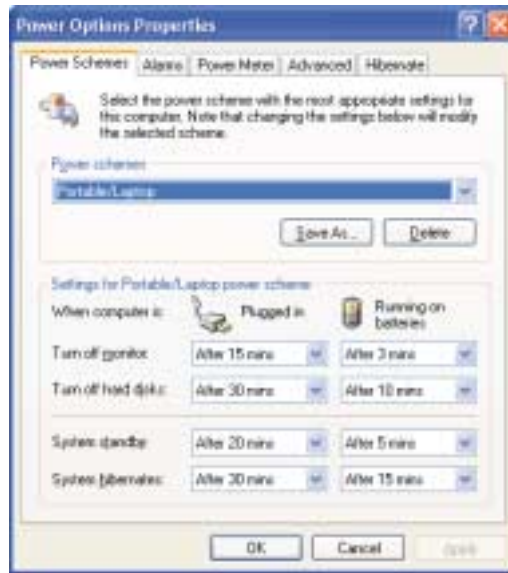 Power Options Properties
Power Schemes Alarms Power Meter Advanced Hibernate
Select the power scheme with the most appropriate settings for
this computer. Note that changing the settings below will modify
the selected scheme.
Power schemes
Portable/Laptop
Save As... Delete
Settings for Portable/Laptop power scheme
When computer is: Plugged in Running on
batteries
Turn off monitor: After 15 mins After 3 mins
Turn off hard disks: After 30 mins After 10 mins
System standby: After 20 mins After 5 mins
System hibernates: After 30 mins After 15 mins
OK Cancel Apply